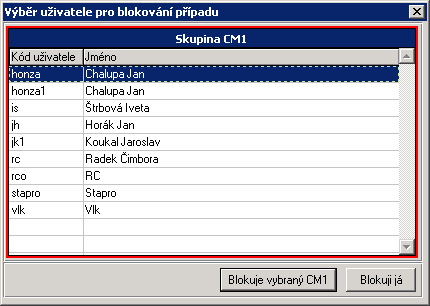 Výběr uživatele pro blokování případu
Skupina CM1
Kód uživatele Jméno
honza Chalupa Jan
honza1 Chalupa Jan
is Štrbová Iveta
jh Horák Jan
jk1 Koukal Jaroslav
rc Radek Čimbora
rco RC
stapro Stapro
vlk Vlk
Blokuje vybraný CM1 Blokuji já